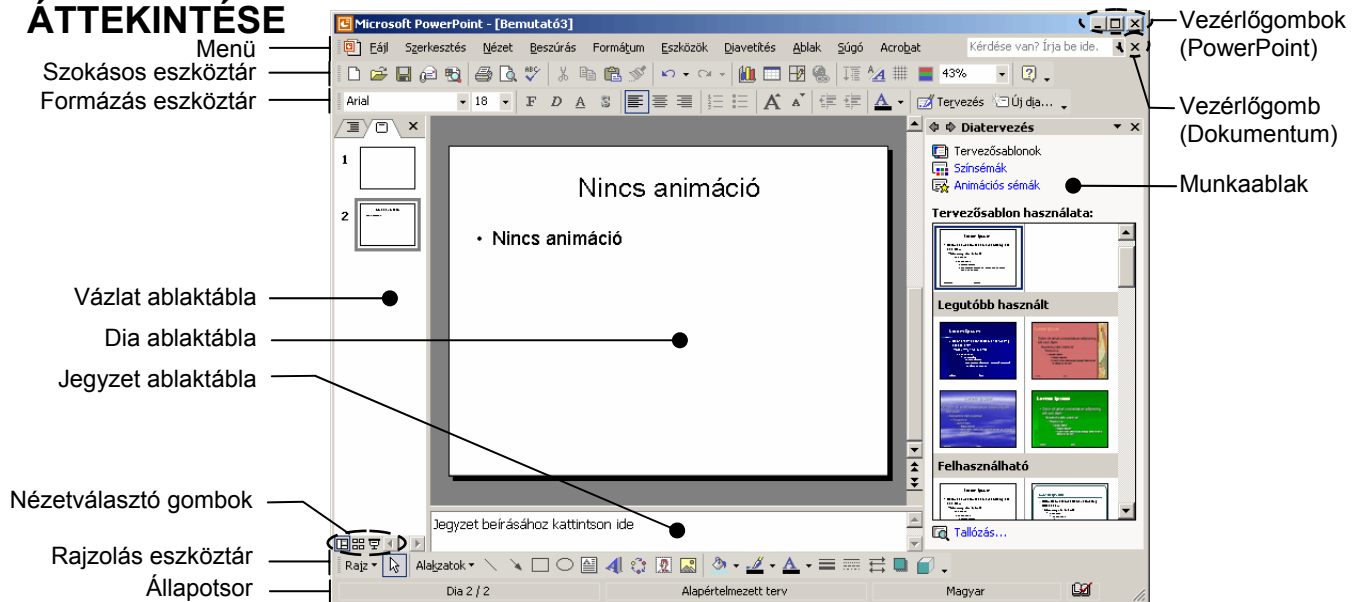 ÁTTEKINTÉSE
Menü
Szokásos eszköztár
Formázás eszköztár
Vázlat ablaktábla
Dia ablaktábla
Jegyzet ablaktábla
Nézetválasztó gombok
Rajzolás eszköztár
Állapotsor
Microsoft PowerPoint - [Bemutató3]
Fájl Szerkesztés Nézet Beszúrás Formátum Eszközök Diavetítés Ablak Súgó Acrobat Kérdése van? Írja be ide.
43%
Arial 18 F D A S Tervezés Új dia...
1
2
Nincs animáció
• Nincs animáció
Jegyzet beírásához kattintson ide
Diatervezés
Tervezősablonok
Színsémák
Animációs sémák
Tervezősablon használata:
Legutóbb használt
Felhasználható
Tallózás...
Rajz Alakzatok
Dia 2 / 2 Alapértelmezett terv Magyar
Vezérlőgombok
(PowerPoint)
Vezérlőgomb
(Dokumentum)
Munkaablak